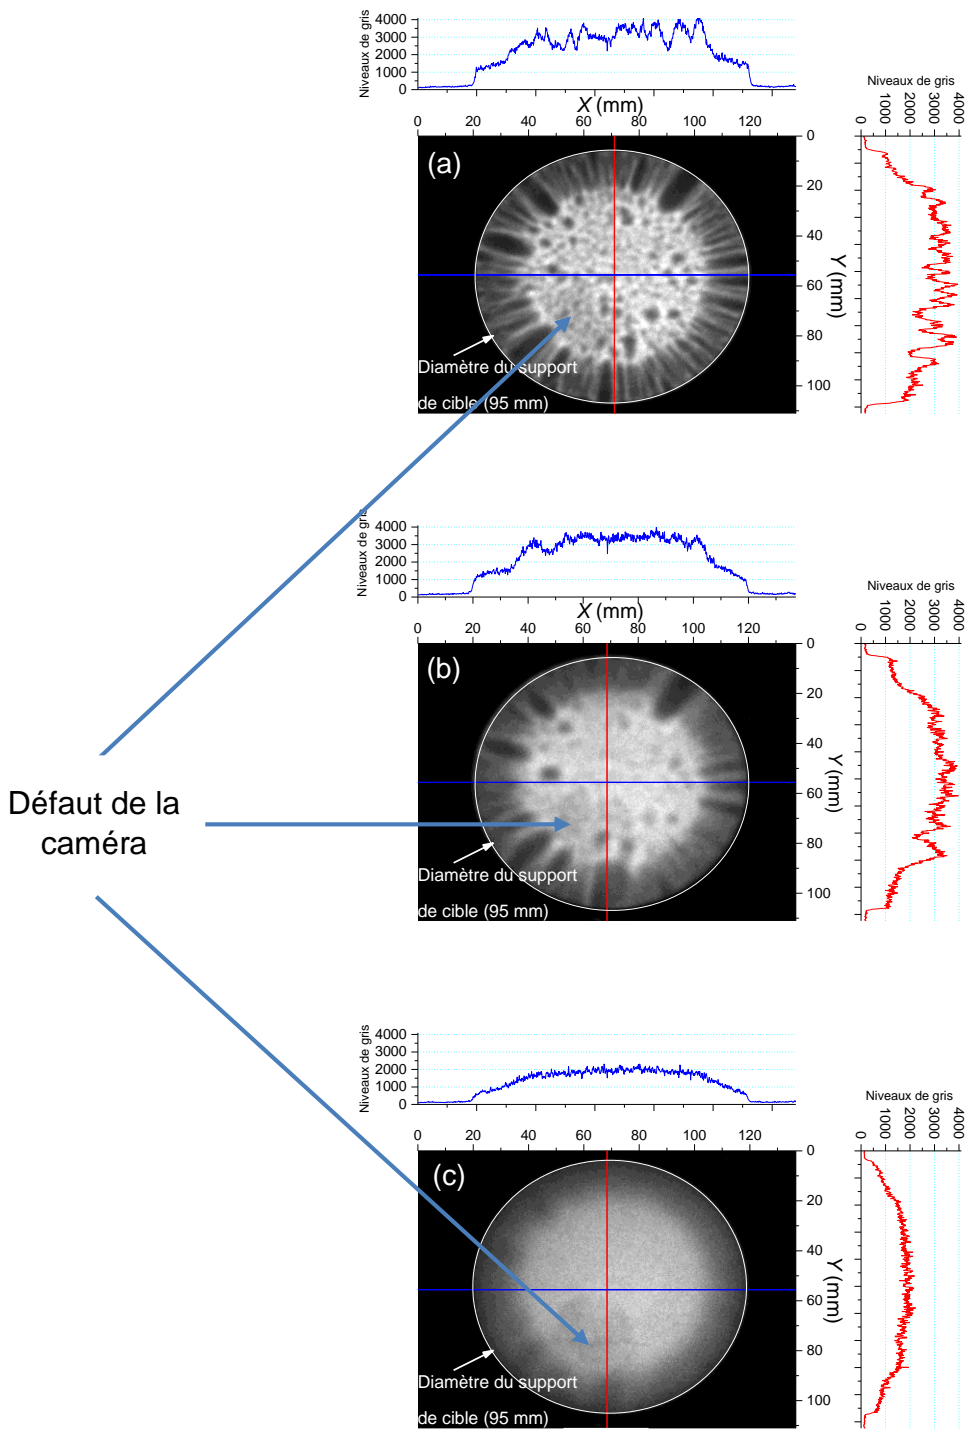 Niveaux de gris
4000
3000
2000
1000
0
X (mm)
0 20 40 60 80 100 120
(a)
Diamètre du support
de cible (95 mm)
0
20
40
60
80
100
Y (mm)
Niveaux de gris
0 1000 2000 3000 4000
Niveaux de gris
4000
3000
2000
1000
0
X (mm)
0 20 40 60 80 100 120
(b)
Diamètre du support
de cible (95 mm)
0
20
40
60
80
100
Y (mm)
Niveaux de gris
0 1000 2000 3000 4000
Défaut de la
caméra
Niveaux de gris
4000
3000
2000
1000
0
0 20 40 60 80 100 120
(c)
Diamètre du support
de cible (95 mm)
0
20
40
60
80
100
Y (mm)
Niveaux de gris
0 1000 2000 3000 4000